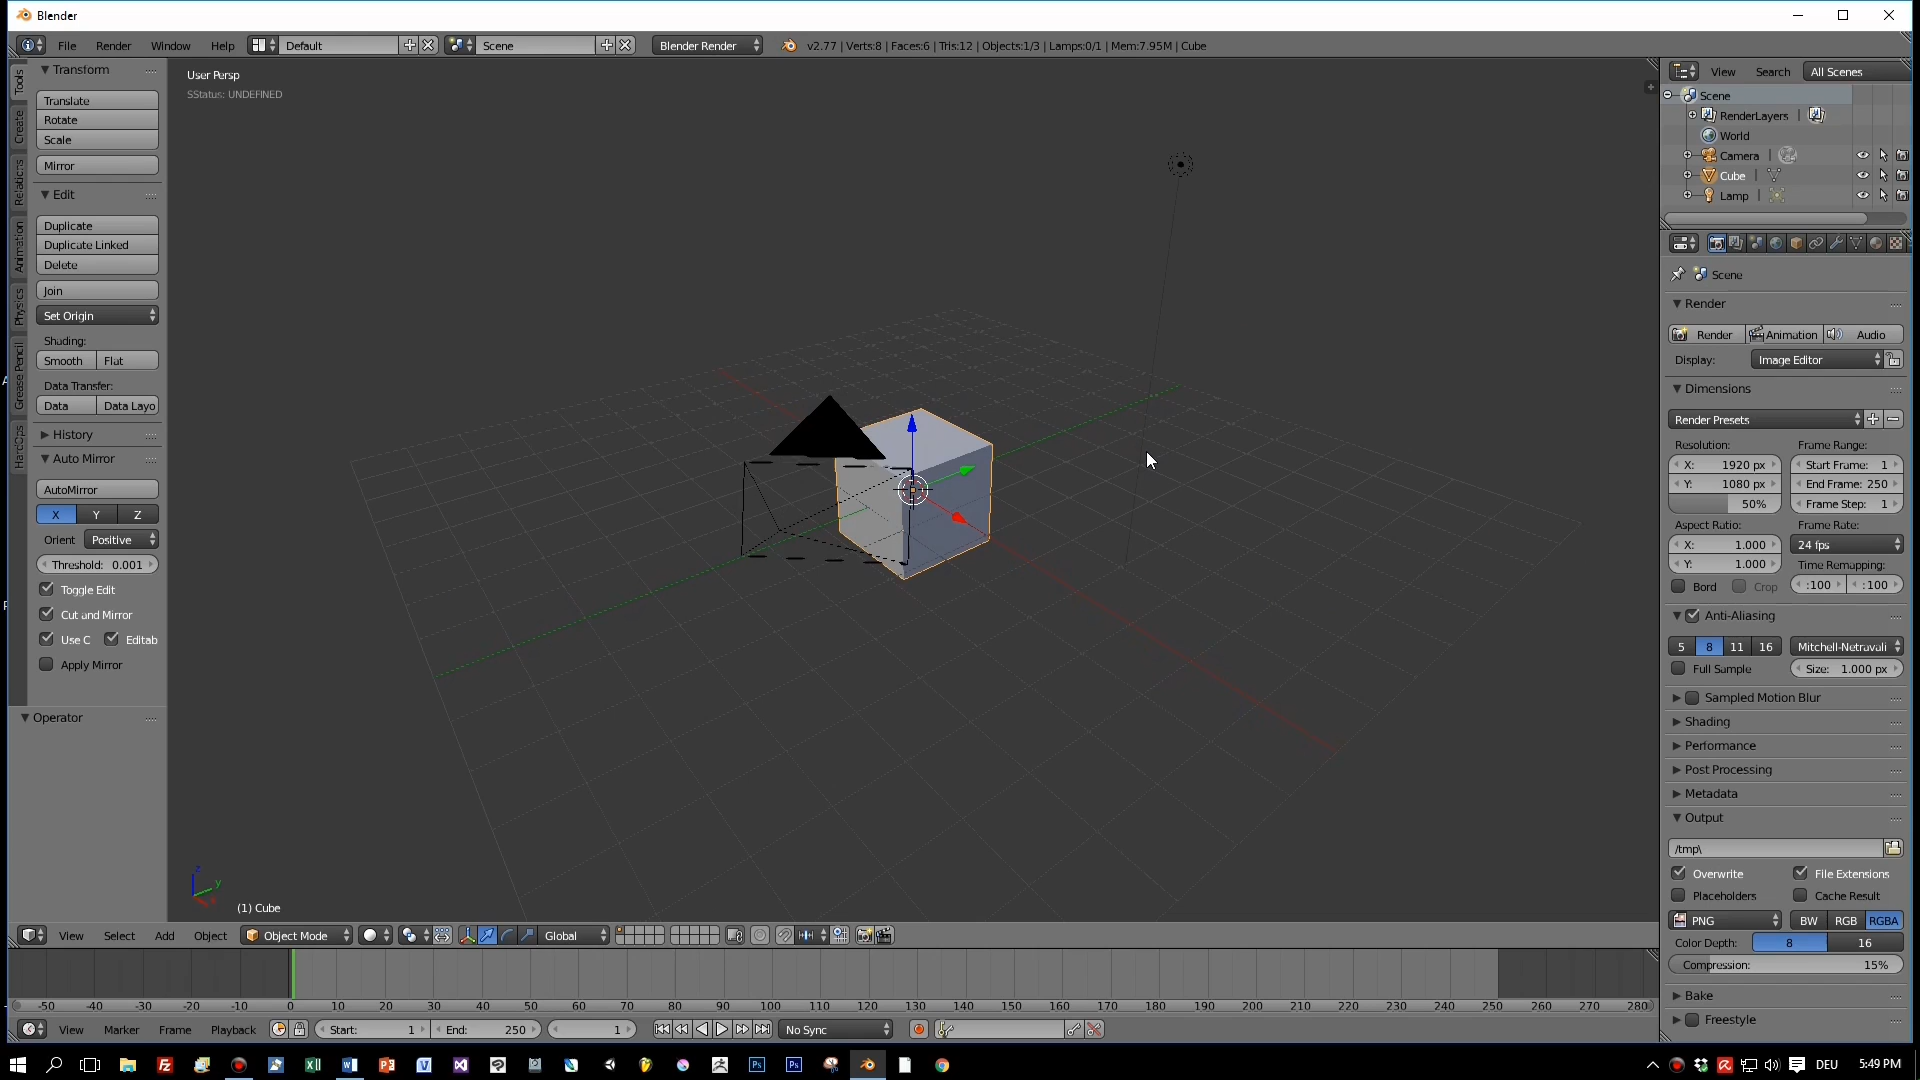 Blender
File Render Window Help Default Scene Blender Render v2.77 | Verts:8 | Faces:6 | Tris:12 | Objects:1/3 | Lamps:0/1 | Mem:7.95M | Cube
Tools
Create
Relations
Animation
Physics
Grease Pencil
HardOps
Transform
Translate
Rotate
Scale
Mirror
Edit
Duplicate
Duplicate Linked
Delete
Join
Set Origin
Shading:
Smooth Flat
Data Transfer:
Data Data Layo
History
Auto Mirror
AutoMirror
X Y Z
Orient Positive
Threshold: 0.001
Toggle Edit
Cut and Mirror
Use C Editab
Apply Mirror
Operator
User Persp
SStatus: UNDEFINED
z
y
(1) Cube
View Search All Scenes
Scene
RenderLayers |
World
Camera |
Cube |
Lamp |
Scene
Render
Render Animation Audio
Display: Image Editor
Dimensions
Render Presets
Resolution: Frame Range:
X: 1920 px Start Frame: 1
Y: 1080 px End Frame: 250
50% Frame Step: 1
Aspect Ratio: Frame Rate:
X: 1.000 24 fps
Y: 1.000 Time Remapping:
Bord Crop :100 :100
Anti-Aliasing
5 8 11 16 Mitchell-Netravali
Full Sample Size: 1.000 px
Sampled Motion Blur
Shading
Performance
Post Processing
Metadata
Output
/tmp\
Overwrite File Extensions
Placeholders Cache Result
PNG BW RGB RGBA
Color Depth: 8 16
Compression: 15%
Bake
Freestyle
View Select Add Object Object Mode Global
-50 -40 -30 -20 -10 0 10 20 30 40 50 60 70 80 90 100 110 120 130 140 150 160 170 180 190 200 210 220 230 240 250 260 270 280
View Marker Frame Playback Start: 1 End: 250 1 No Sync
DEU 5:49 PM